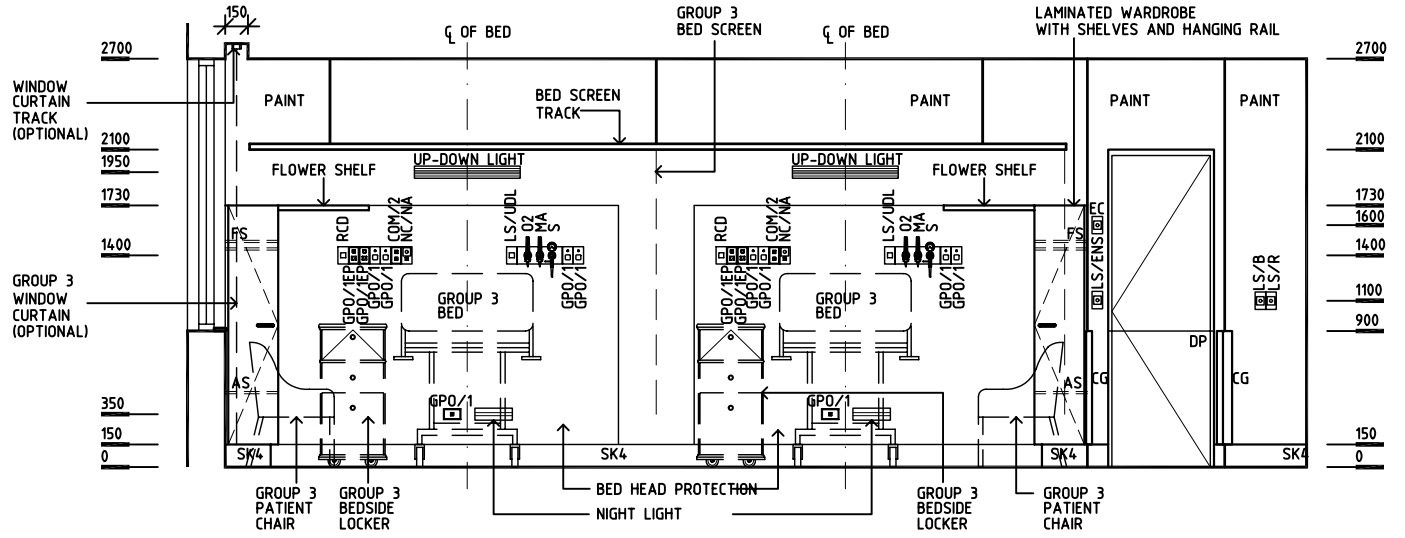 150
GROUP 3
BED SCREEN
LAMINATED WARDROBE
WITH SHELVES AND HANGING RAIL
℄ OF BED
℄ OF BED
2700
2700
WINDOW
CURTAIN
TRACK
(OPTIONAL)
PAINT
BED SCREEN
TRACK
PAINT
PAINT
PAINT
2100
1950
2100
UP-DOWN LIGHT
UP-DOWN LIGHT
FLOWER SHELF
FLOWER SHELF
1730
1730
1600
1400
1400
1100
900
FS
RCD
COM/2
NC/NA
LS/UDL
O2
MA
S
RCD
COM/2
NC/NA
LS/UDL
O2
MA
S
FS
EC
GPO/1EP
GPO/1EP
GPO/1
GPO/1
GPO/1
GPO/1
GPO/1EP
GPO/1EP
GPO/1
GPO/1
GPO/1
GPO/1
LS/ENS
LS/B
LS/R
GROUP 3
WINDOW
CURTAIN
(OPTIONAL)
GROUP 3
BED
GROUP 3
BED
DP
AS
AS
CG
CG
350
GPO/1
GPO/1
150
0
150
0
SK4
SK4
SK4
SK4
GROUP 3
PATIENT
CHAIR
GROUP 3
BEDSIDE
LOCKER
BED HEAD PROTECTION
NIGHT LIGHT
GROUP 3
BEDSIDE
LOCKER
GROUP 3
PATIENT
CHAIR